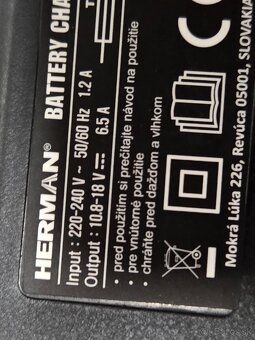 HERMAN® BATTERY CHA
Input : 220-240 V ~ 50/60 Hz 1.2 A
Output : 10.8-18 V ⎓ 6.5 A
• pred použitím si prečítajte návod na použitie
• pre vnútorné použitie
• chráňte pred daždom a vlhkom
Mokrá Lúka 226, Revúca 05001, SLOVAKIA